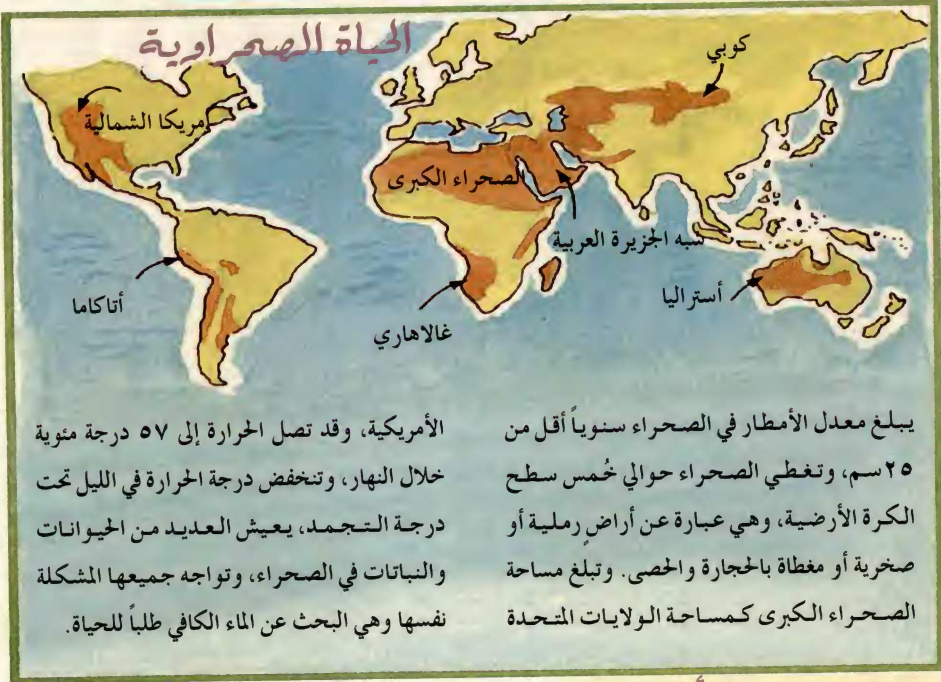 الحياة الصحراوية
كوبي
أمريكا الشمالية
الصحراء الكبرى
شبه الجزيرة العربية
أتاكاما
غالاهاري
أستراليا
يبلغ معدل الأمطار في الصحراء سنوياً أقل من
٢٥سم، وتغطي الصحراء حوالي خُمس سطح
الكرة الأرضية، وهي عبارة عن أراضٍ رملية أو
صخرية أو مغطاة بالحجارة والحصى. وتبلغ مساحة
الصحراء الكبرى كمساحة الولايات المتحدة
الأمريكية، وقد تصل الحرارة إلى ٥٧ درجة مئوية
خلال النهار، وتنخفض درجة الحرارة في الليل تحت
درجة التجمد، يعيش العديد من الحيوانات
والنباتات في الصحراء، وتواجه جميعها المشكلة
نفسها وهي البحث عن الماء الكافي طلباً للحياة.